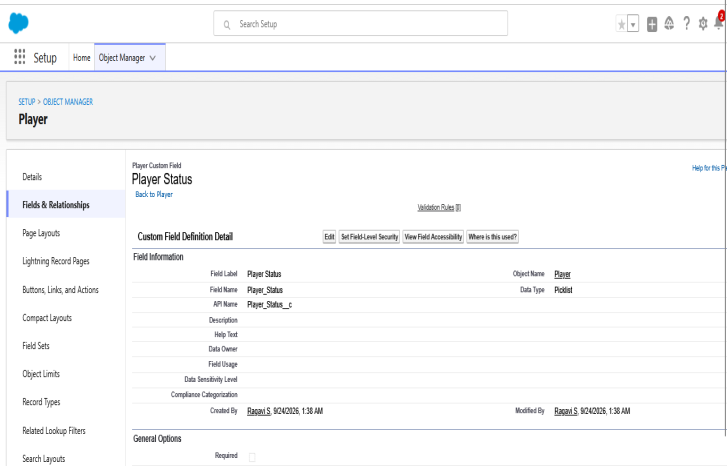 2
Search Setup
Setup Home Object Manager
SETUP > OBJECT MANAGER
Player
Details
Fields & Relationships
Page Layouts
Lightning Record Pages
Buttons, Links, and Actions
Compact Layouts
Field Sets
Object Limits
Record Types
Related Lookup Filters
Search Layouts
Player Custom Field
Player Status
Back to Player
Help for this
Validation Rules [0]
Custom Field Definition Detail Edit Set Field-Level Security View Field Accessibility Where is this used?
Field Information
Field Label Player Status Object Name Player
Field Name Player_Status Data Type Picklist
API Name Player_Status__c
Description
Help Text
Data Owner
Field Usage
Data Sensitivity Level
Compliance Categorization
Created By Ragavi S, 9/24/2026, 1:38 AM Modified By Ragavi S, 9/24/2026, 1:38 AM
General Options
Required